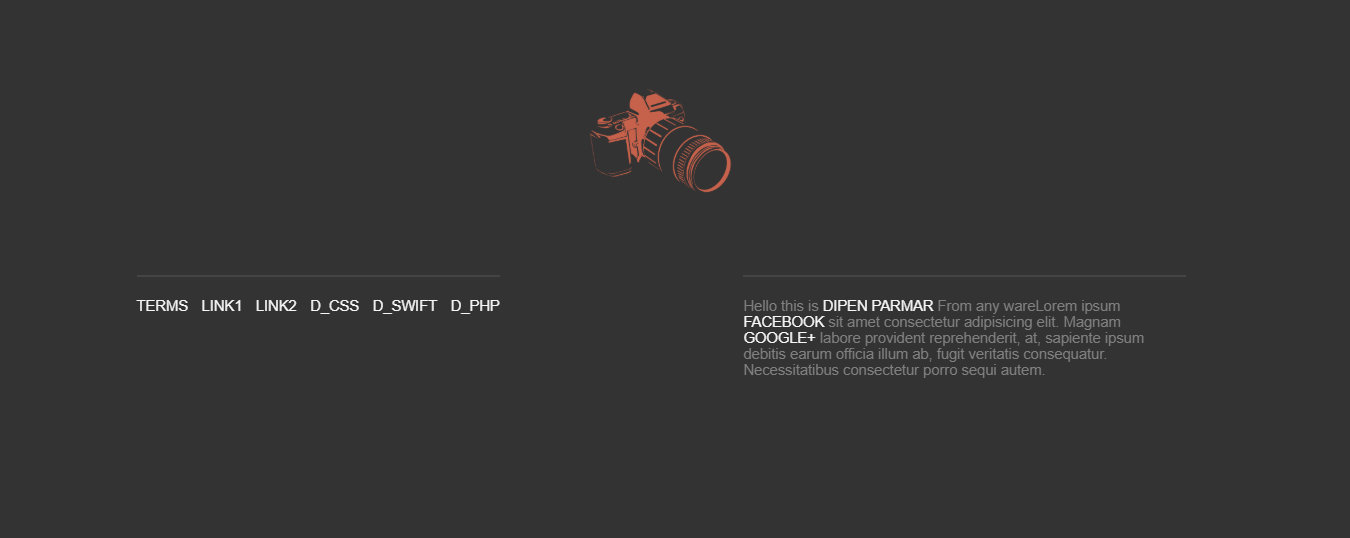 TERMS LINK1 LINK2 D_CSS D_SWIFT D_PHP
Hello this is DIPEN PARMAR From any wareLorem ipsum
FACEBOOK sit amet consectetur adipisicing elit. Magnam
GOOGLE+ labore provident reprehenderit, at, sapiente ipsum
debitis earum officia illum ab, fugit veritatis consequatur.
Necessitatibus consectetur porro sequi autem.